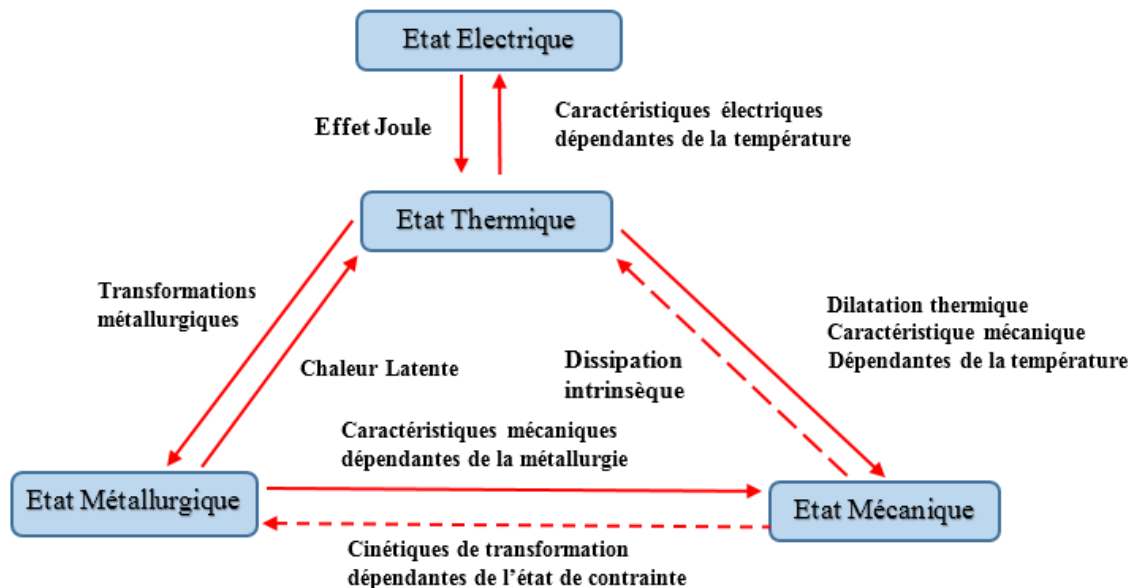 Etat Electrique
Effet Joule
Caractéristiques électriques
dépendantes de la température
Etat Thermique
Transformations
métallurgiques
Chaleur Latente
Dissipation
intrinsèque
Dilatation thermique
Caractéristique mécanique
Dépendantes de la température
Caractéristiques mécaniques
dépendantes de la métallurgie
Etat Métallurgique
Etat Mécanique
Cinétiques de transformation
dépendantes de l’état de contrainte